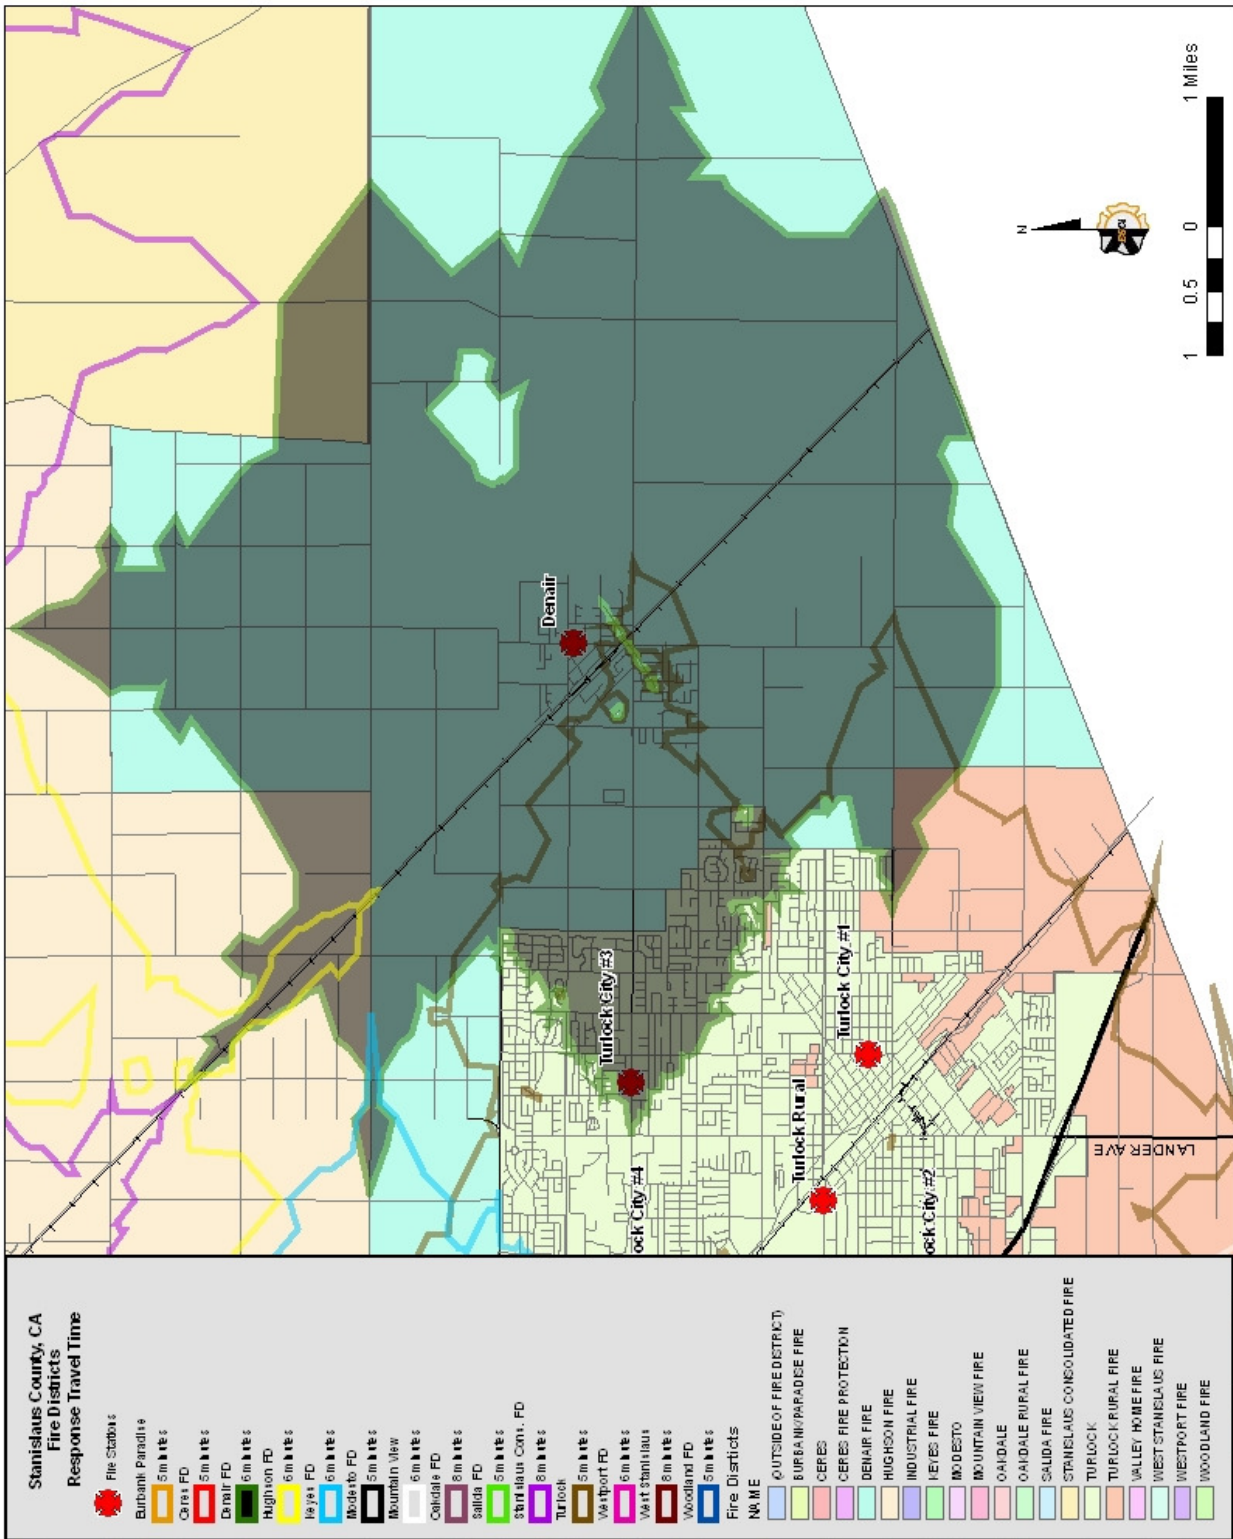 Stanislaus County, CA
Fire Districts
Response Travel Time
Fire Stations
Burbank Paradise
5 minutes
Ceres FD
5 minutes
Denair FD
6 minutes
Hughson FD
6 minutes
Keyes FD
6 minutes
Modesto FD
5 minutes
Mountain View
6 minutes
Oakdale FD
8 minutes
Salida FD
5 minutes
Stanislaus Cons. FD
8 minutes
Turlock
5 minutes
Westport FD
6 minutes
West Stanislaus
8 minutes
Woodland FD
5 minutes
Fire Districts
NAME
(OUTSIDE OF FIRE DISTRICT)
BURBANK/PARADISE FIRE
CERES
CERES FIRE PROTECTION
DENAIR FIRE
HUGHSON FIRE
INDUSTRIAL FIRE
KEYES FIRE
MODESTO
MOUNTAIN VIEW FIRE
OAKDALE
OAKDALE RURAL FIRE
SALIDA FIRE
STANISLAUS CONSOLIDATED FIRE
TURLOCK
TURLOCK RURAL FIRE
VALLEY HOME FIRE
WEST STANISLAUS FIRE
WESTPORT FIRE
WOODLAND FIRE
Denair
Turlock City #3
ock City #4
Turlock City #1
Turlock Rural
ock City #2
LANDER AVE
N
1 0.5 0 1 Miles